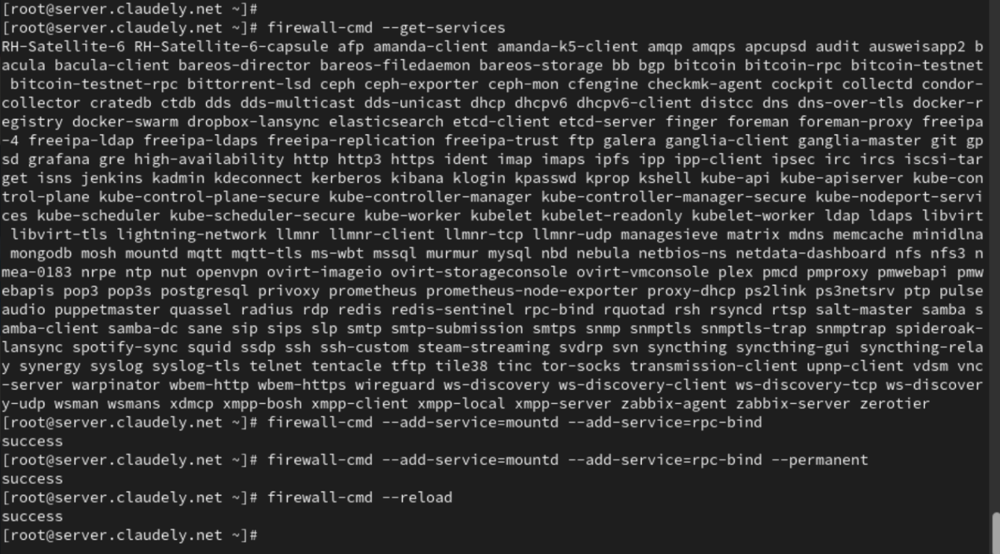 [root@server.claudely.net ~]#
[root@server.claudely.net ~]# firewall-cmd --get-services
RH-Satellite-6 RH-Satellite-6-capsule afp amanda-client amanda-k5-client amqp amqps apcupsd audit ausweisapp2 b
acula bacula-client bareos-director bareos-filedaemon bareos-storage bb bgp bitcoin bitcoin-rpc bitcoin-testnet
 bitcoin-testnet-rpc bittorrent-lsd ceph ceph-exporter ceph-mon cfengine checkmk-agent cockpit collectd condor-
collector cratedb ctdb dds dds-multicast dds-unicast dhcp dhcpv6 dhcpv6-client distcc dns dns-over-tls docker-r
egistry docker-swarm dropbox-lansync elasticsearch etcd-client etcd-server finger foreman foreman-proxy freeipa
-4 freeipa-ldap freeipa-ldaps freeipa-replication freeipa-trust ftp galera ganglia-client ganglia-master git gp
sd grafana gre high-availability http http3 https ident imap imaps ipfs ipp ipp-client ipsec irc ircs iscsi-tar
get isns jenkins kadmin kdeconnect kerberos kibana klogin kpasswd kprop kshell kube-api kube-apiserver kube-con
trol-plane kube-control-plane-secure kube-controller-manager kube-controller-manager-secure kube-nodeport-servi
ces kube-scheduler kube-scheduler-secure kube-worker kubelet kubelet-readonly kubelet-worker ldap ldaps libvirt
 libvirt-tls lightning-network llmnr llmnr-client llmnr-tcp llmnr-udp managesieve matrix mdns memcache minidlna
 mongodb mosh mountd mqtt mqtt-tls ms-wbt mssql murmur mysql nbd nebula netbios-ns netdata-dashboard nfs nfs3 n
mea-0183 nrpe ntp nut openvpn ovirt-imageio ovirt-storageconsole ovirt-vmconsole plex pmcd pmproxy pmwebapi pmw
ebapis pop3 pop3s postgresql privoxy prometheus prometheus-node-exporter proxy-dhcp ps2link ps3netsrv ptp pulse
audio puppetmaster quassel radius rdp redis redis-sentinel rpc-bind rquotad rsh rsyncd rtsp salt-master samba s
amba-client samba-dc sane sip sips slp smtp smtp-submission smtps snmp snmptls snmptls-trap snmptrap spideroak-
lansync spotify-sync squid ssdp ssh ssh-custom steam-streaming svdrp svn syncthing syncthing-gui syncthing-rela
y synergy syslog syslog-tls telnet tentacle tftp tile38 tinc tor-socks transmission-client upnp-client vdsm vnc
-server warpinator wbem-http wbem-https wireguard ws-discovery ws-discovery-client ws-discovery-tcp ws-discover
y-udp wsman wsmans xdmcp xmpp-bosh xmpp-client xmpp-local xmpp-server zabbix-agent zabbix-server zerotier
[root@server.claudely.net ~]# firewall-cmd --add-service=mountd --add-service=rpc-bind
success
[root@server.claudely.net ~]# firewall-cmd --add-service=mountd --add-service=rpc-bind --permanent
success
[root@server.claudely.net ~]# firewall-cmd --reload
success
[root@server.claudely.net ~]#